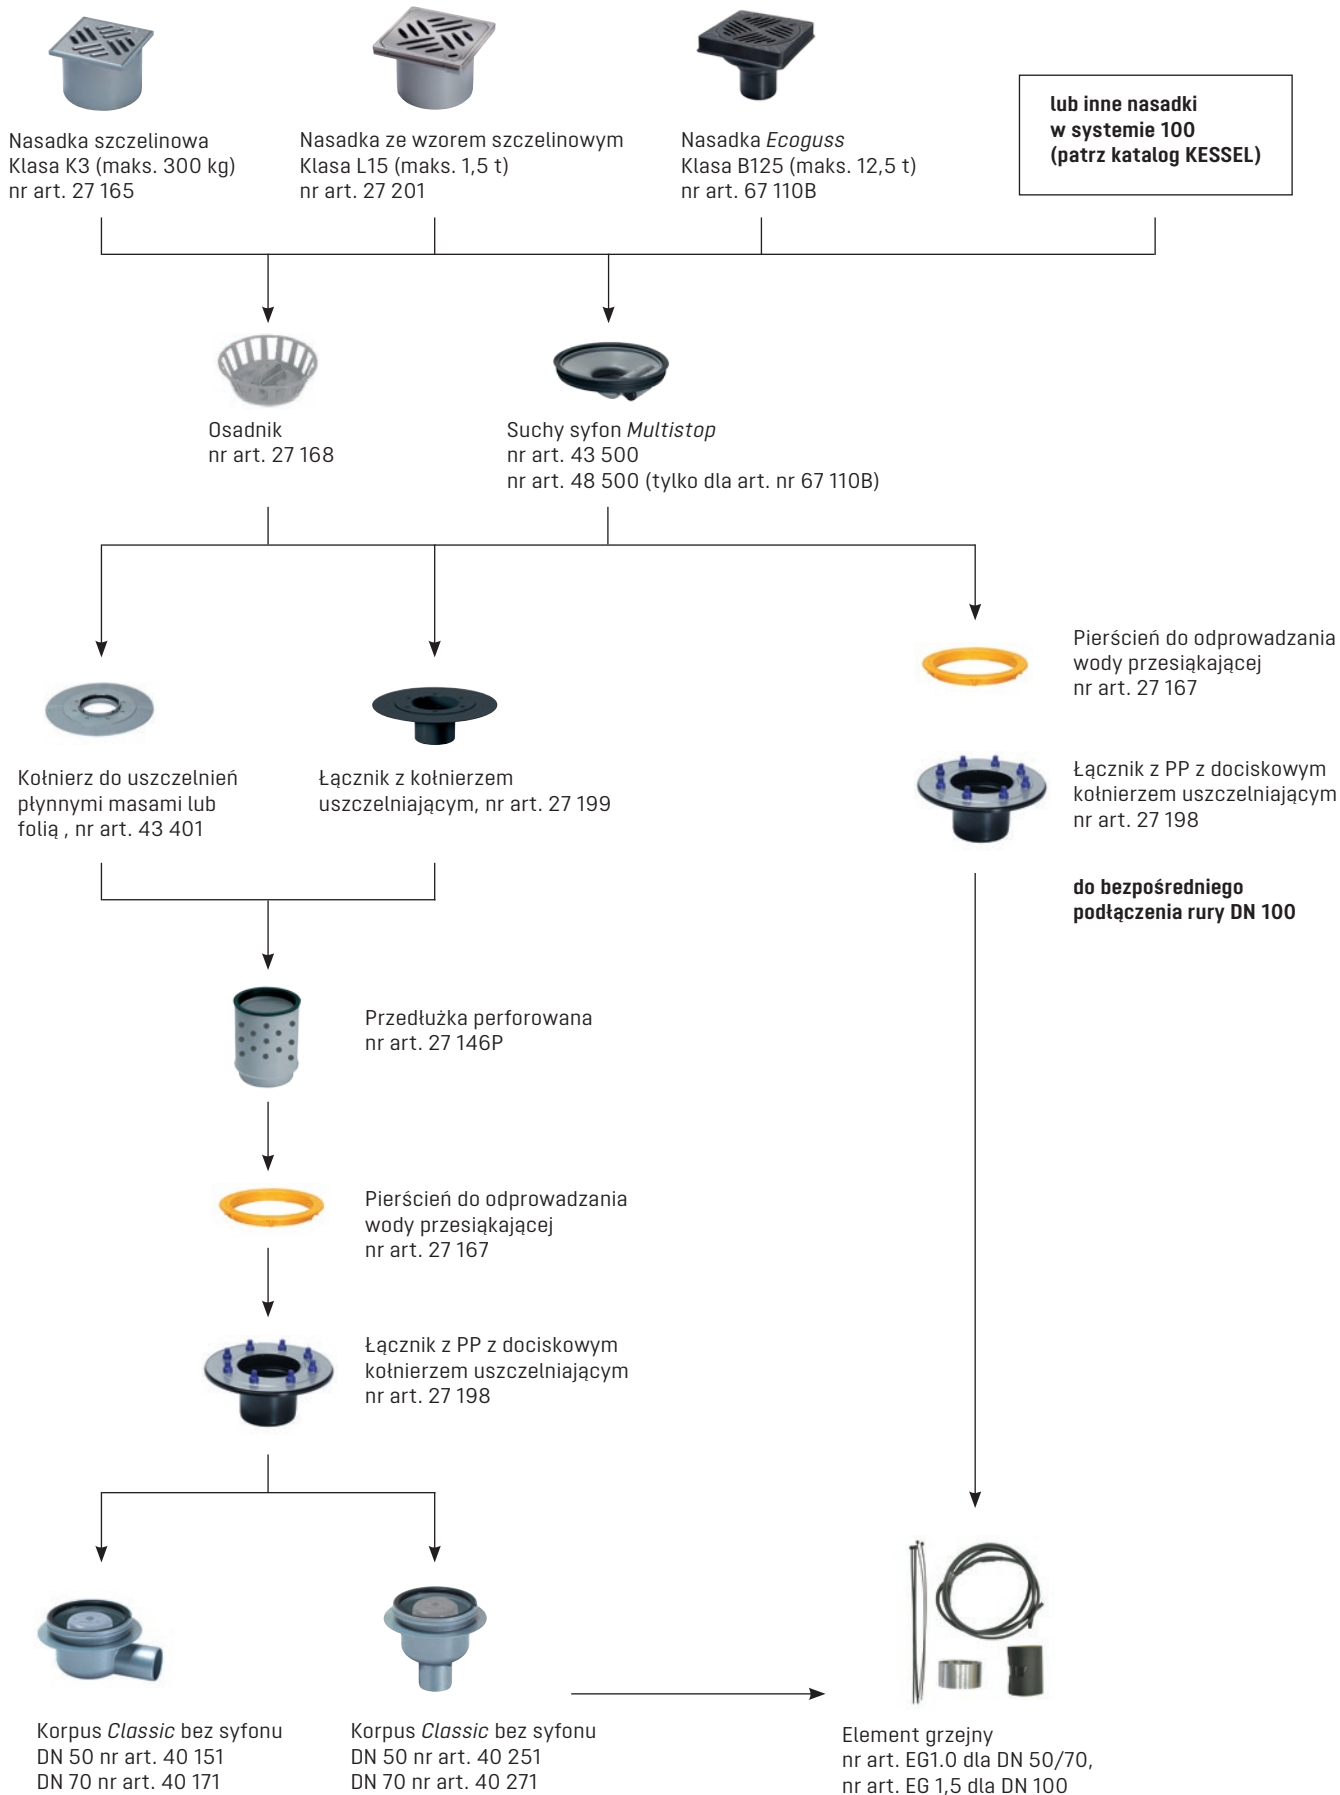 Nasadka szczelinowa
Klasa K3 (maks. 300 kg)
nr art. 27 165
Nasadka ze wzorem szczelinowym
Klasa L15 (maks. 1,5 t)
nr art. 27 201
Nasadka Ecoguss
Klasa B125 (maks. 12,5 t)
nr art. 67 110B
lub inne nasadki
w systemie 100
(patrz katalog KESSEL)
Osadnik
nr art. 27 168
Suchy syfon Multistop
nr art. 43 500
nr art. 48 500 (tylko dla art. nr 67 110B)
Kołnierz do uszczelnień
płynnymi masami lub
folią , nr art. 43 401
Łącznik z kołnierzem
uszczelniającym, nr art. 27 199
Pierścień do odprowadzania
wody przesiąkającej
nr art. 27 167
Łącznik z PP z dociskowym
kołnierzem uszczelniającym
nr art. 27 198
do bezpośredniego
podłączenia rury DN 100
Przedłużka perforowana
nr art. 27 146P
Pierścień do odprowadzania
wody przesiąkającej
nr art. 27 167
Łącznik z PP z dociskowym
kołnierzem uszczelniającym
nr art. 27 198
Korpus Classic bez syfonu
DN 50 nr art. 40 151
DN 70 nr art. 40 171
Korpus Classic bez syfonu
DN 50 nr art. 40 251
DN 70 nr art. 40 271
Element grzejny
nr art. EG1.0 dla DN 50/70,
nr art. EG 1,5 dla DN 100